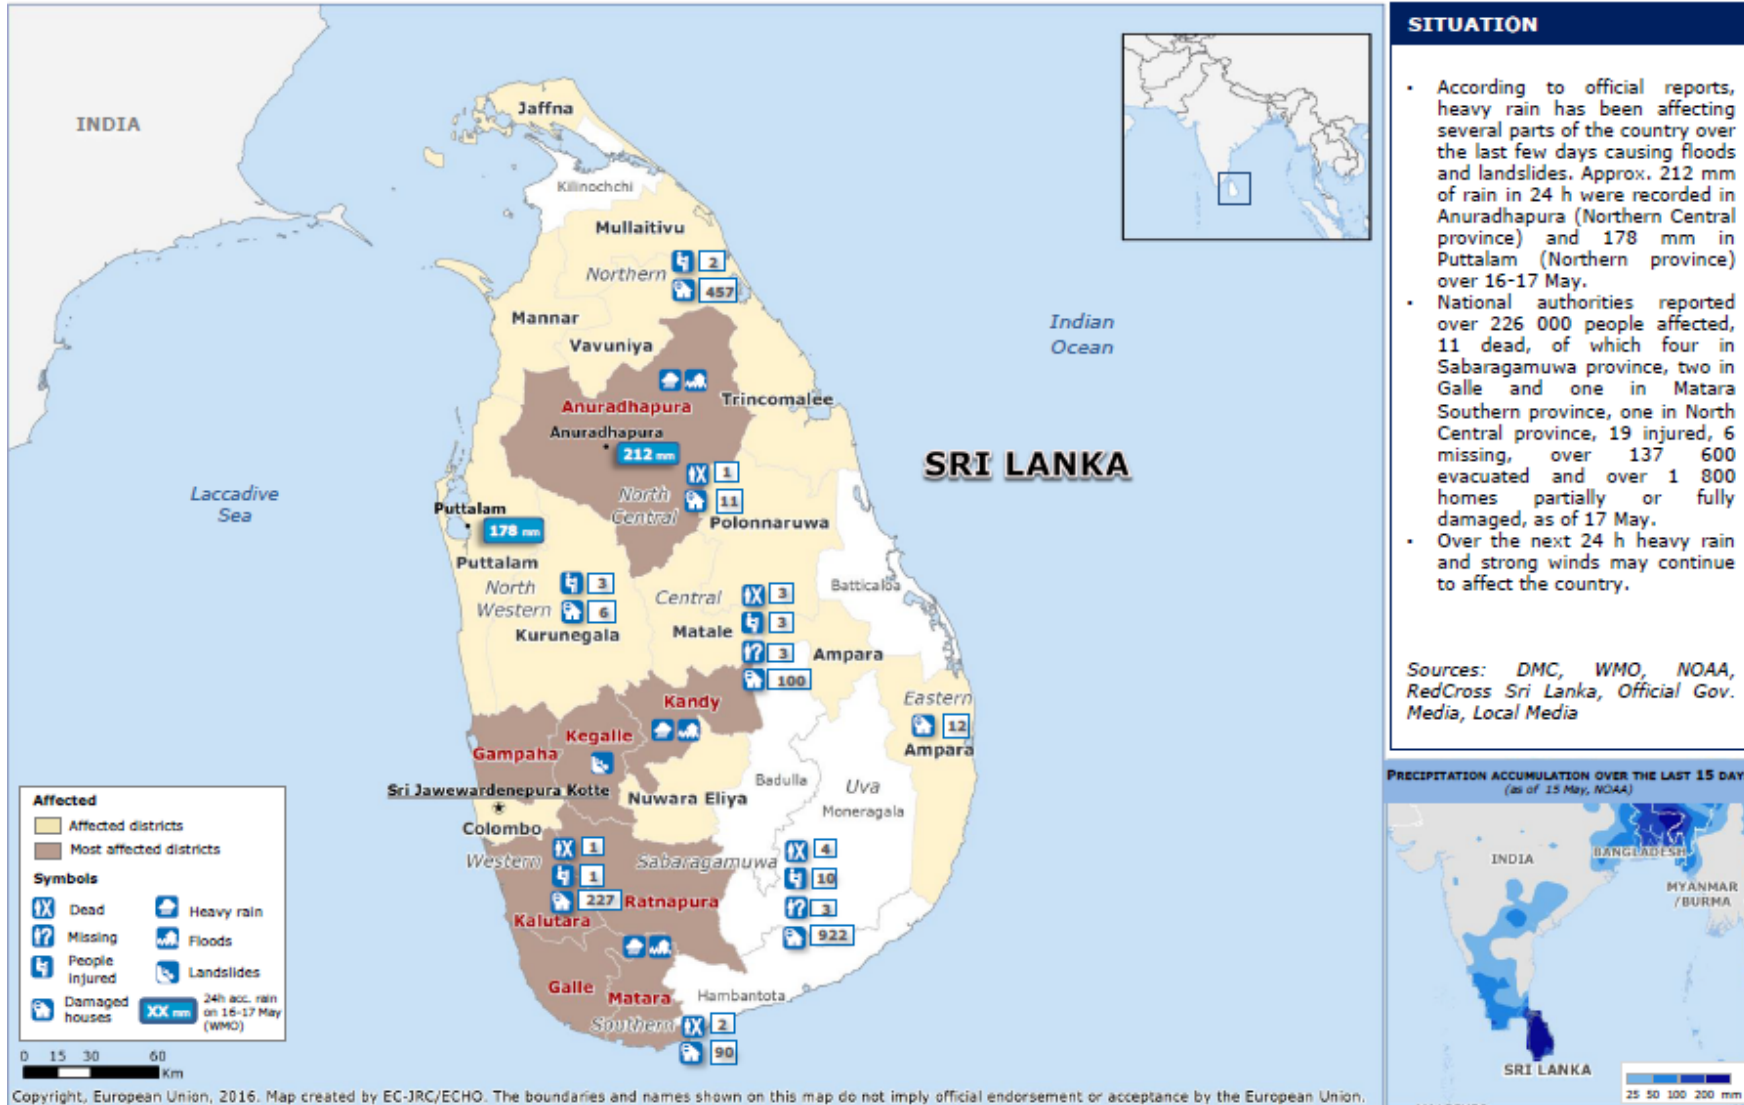 INDIA
Jaffna
Kilinochchi
Mullaitivu
Northern
2
457
Mannar
Vavuniya
Indian
Ocean
Anuradhapura
Trincomalee
Anuradhapura
212 mm
SRI LANKA
1
North
Central
11
Laccadive
Sea
Puttalam
178 mm
Polonnaruwa
Puttalam
North
Western
3
6
Kurunegala
Central
3
Batticaloa
Matale
3
3
Ampara
100
Kandy
Eastern
12
Ampara
Kegalle
Gampaha
Badulla
Uva
Moneragala
Sri Jawewardenepura Kotte
Nuwara Eliya
Colombo
Western
1
1
227
Sabaragamuwa
4
10
3
922
Ratnapura
Kalutara
Galle
Matara
Hambantota
Southern
2
90
Affected
Affected districts
Most affected districts
Symbols
Dead
Heavy rain
Missing
Floods
People
injured
Landslides
Damaged
houses
XX mm
24h acc. rain
on 16-17 May
(WMO)
0 15 30 60
Km
Copyright, European Union, 2016. Map created by EC-JRC/ECHO. The boundaries and names shown on this map do not imply official endorsement or acceptance by the European Union.
SITUATION
• According to official reports,
heavy rain has been affecting
several parts of the country over
the last few days causing floods
and landslides. Approx. 212 mm
of rain in 24 h were recorded in
Anuradhapura (Northern Central
province) and 178 mm in
Puttalam (Northern province)
over 16-17 May.
• National authorities reported
over 226 000 people affected,
11 dead, of which four in
Sabaragamuwa province, two in
Galle and one in Matara
Southern province, one in North
Central province, 19 injured, 6
missing, over 137 600
evacuated and over 1 800
homes partially or fully
damaged, as of 17 May.
• Over the next 24 h heavy rain
and strong winds may continue
to affect the country.
Sources: DMC, WMO, NOAA,
RedCross Sri Lanka, Official Gov.
Media, Local Media
PRECIPITATION ACCUMULATION OVER THE LAST 15 DAY
(as of 15 May, NOAA)
INDIA
BANGLADESH
MYANMAR
/BURMA
SRI LANKA
25 50 100 200 mm